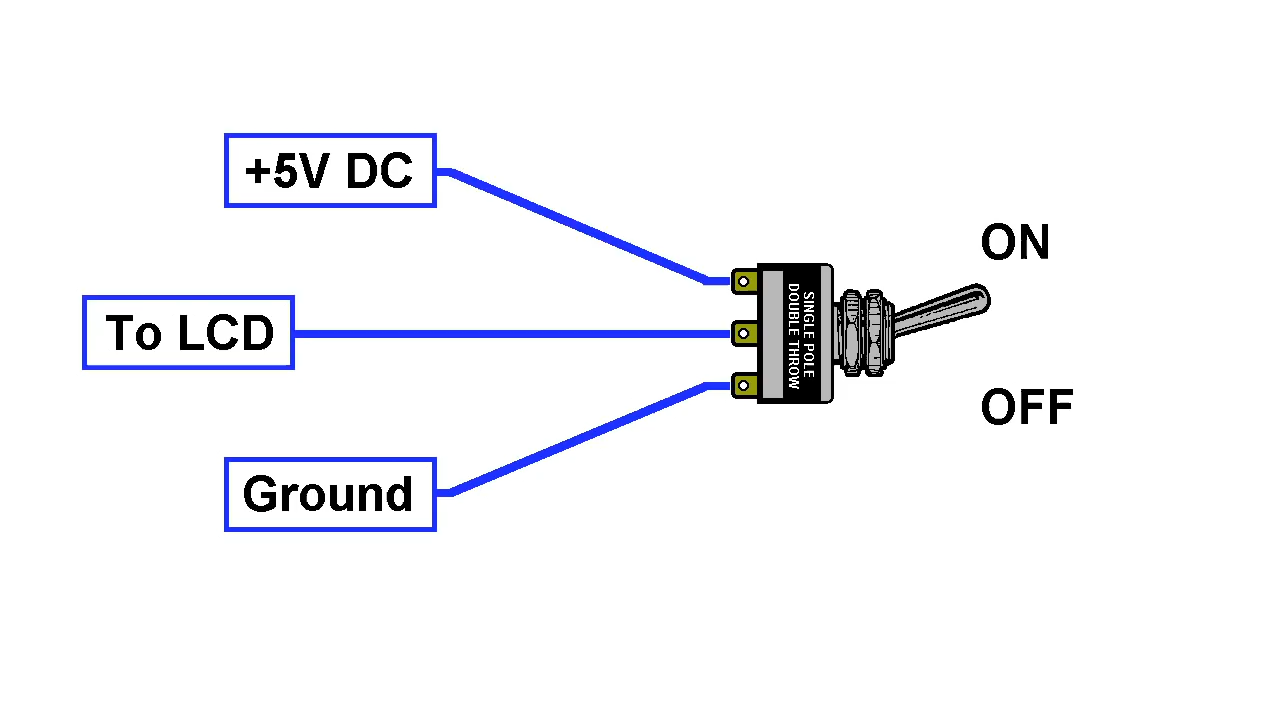 +5V DC
ON
To LCD
SINGLE POLE
DOUBLE THROW
OFF
Ground